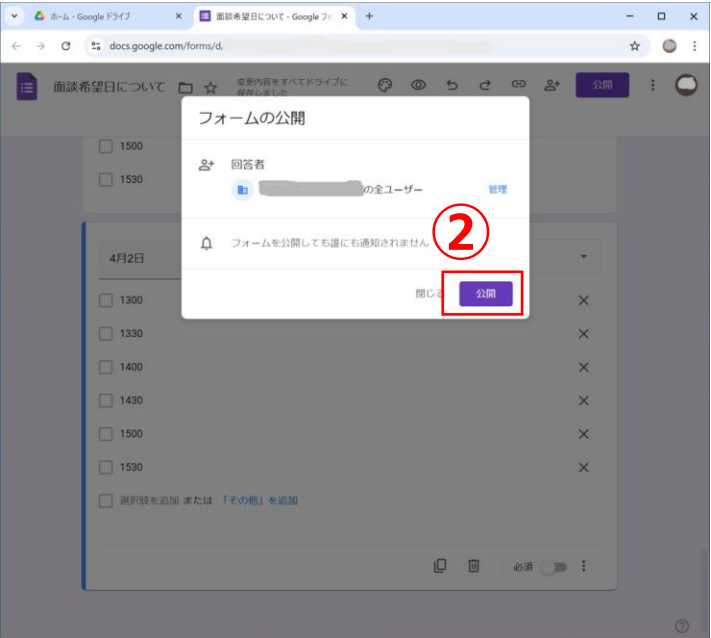 ホーム - Google ドライブ
面談希望日について - Google フォ
docs.google.com/forms/d,
面談希望日について
変更内容をすべてドライブに
保存しました
公開
フォームの公開
1500
1530
回答者
の全ユーザー
管理
フォームを公開しても誰にも通知されません
②
4月2日
閉じる
公開
1300
1330
1400
1430
1500
1530
選択肢を追加 または 「その他」を追加
必須